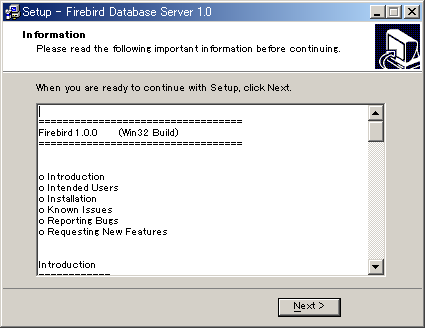 Setup - Firebird Database Server 1.0
Information
Please read the following important information before continuing.
When you are ready to continue with Setup, click Next.
==================================
Firebird 1.0.0 (Win32 Build)
==================================
o Introduction
o Intended Users
o Installation
o Known Issues
o Reporting Bugs
o Requesting New Features
Introduction
============
Next >